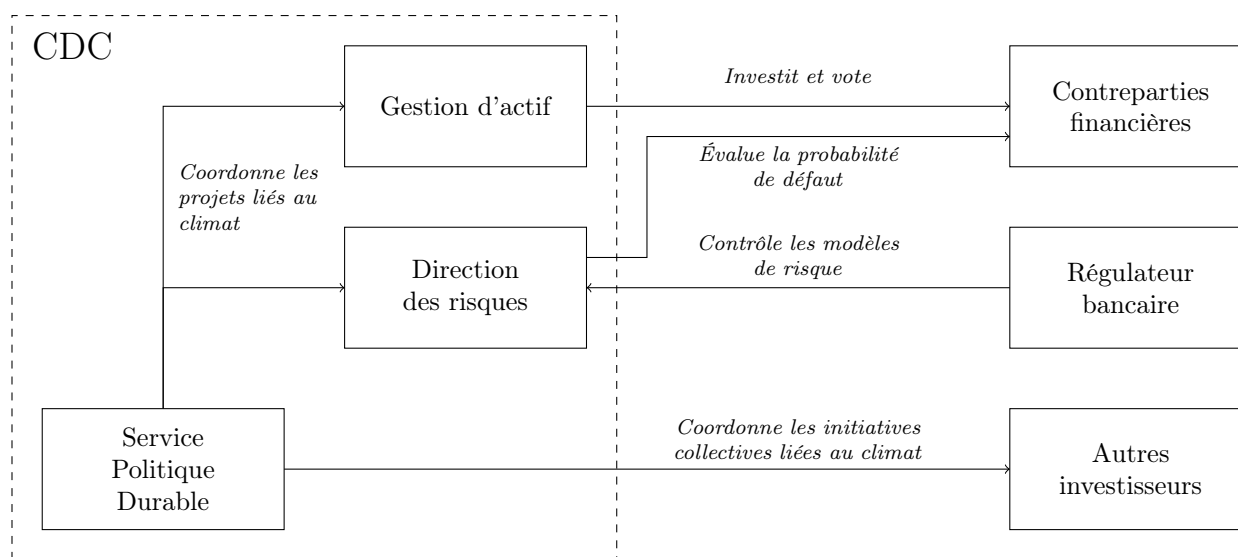 CDC
Gestion d'actif
Investit et vote
Contreparties
financières
Évalue la probabilité
de défaut
Coordonne les
projets liés au
climat
Direction
des risques
Contrôle les modèles
de risque
Régulateur
bancaire
Service
Politique
Durable
Coordonne les initiatives
collectives liées au climat
Autres
investisseurs